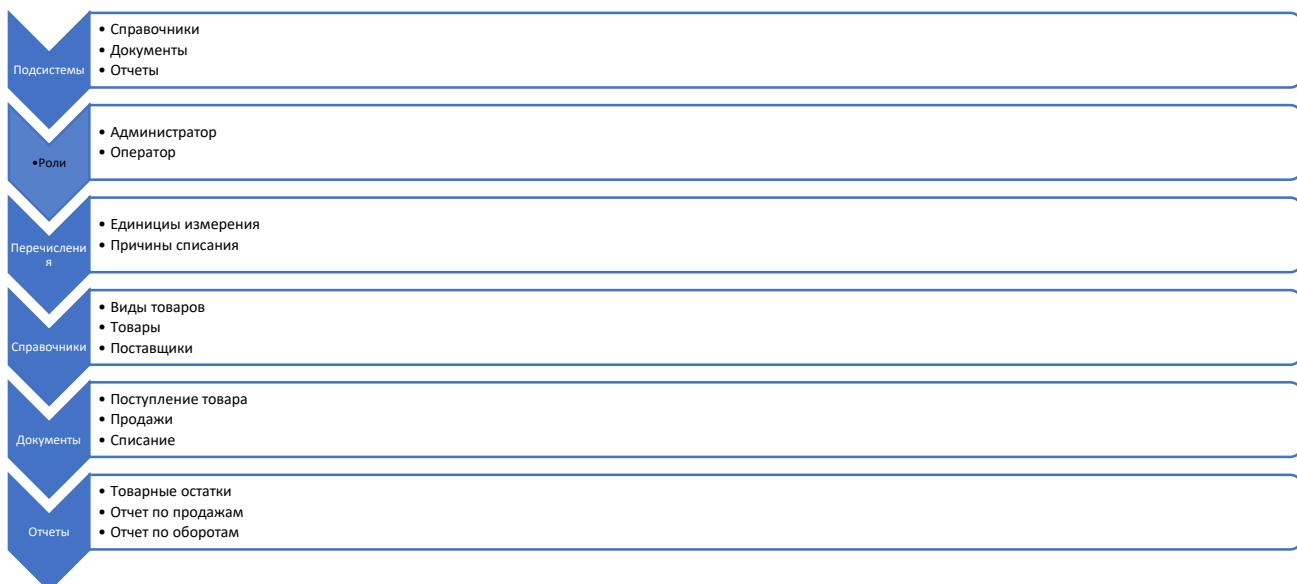 Подсистемы
• Справочники
• Документы
• Отчеты
•Роли
• Администратор
• Оператор
Перечислени
я
• Единициы измерения
• Причины списания
Справочники
• Виды товаров
• Товары
• Поставщики
Документы
• Поступление товара
• Продажи
• Списание
Отчеты
• Товарные остатки
• Отчет по продажам
• Отчет по оборотам